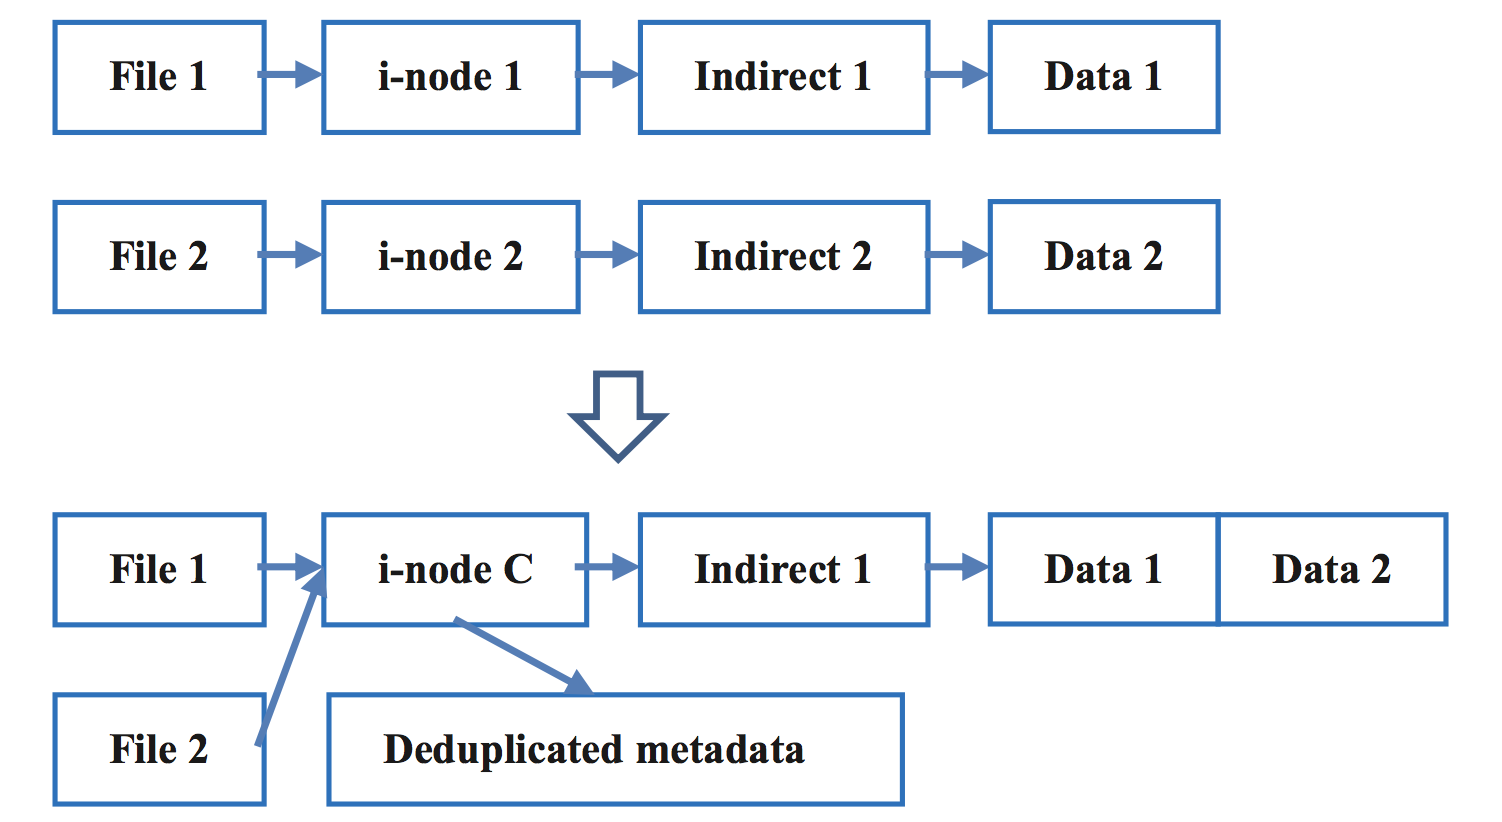 File 1
i-node 1
Indirect 1
Data 1
File 2
i-node 2
Indirect 2
Data 2
File 1
i-node C
Indirect 1
Data 1
Data 2
File 2
Deduplicated metadata